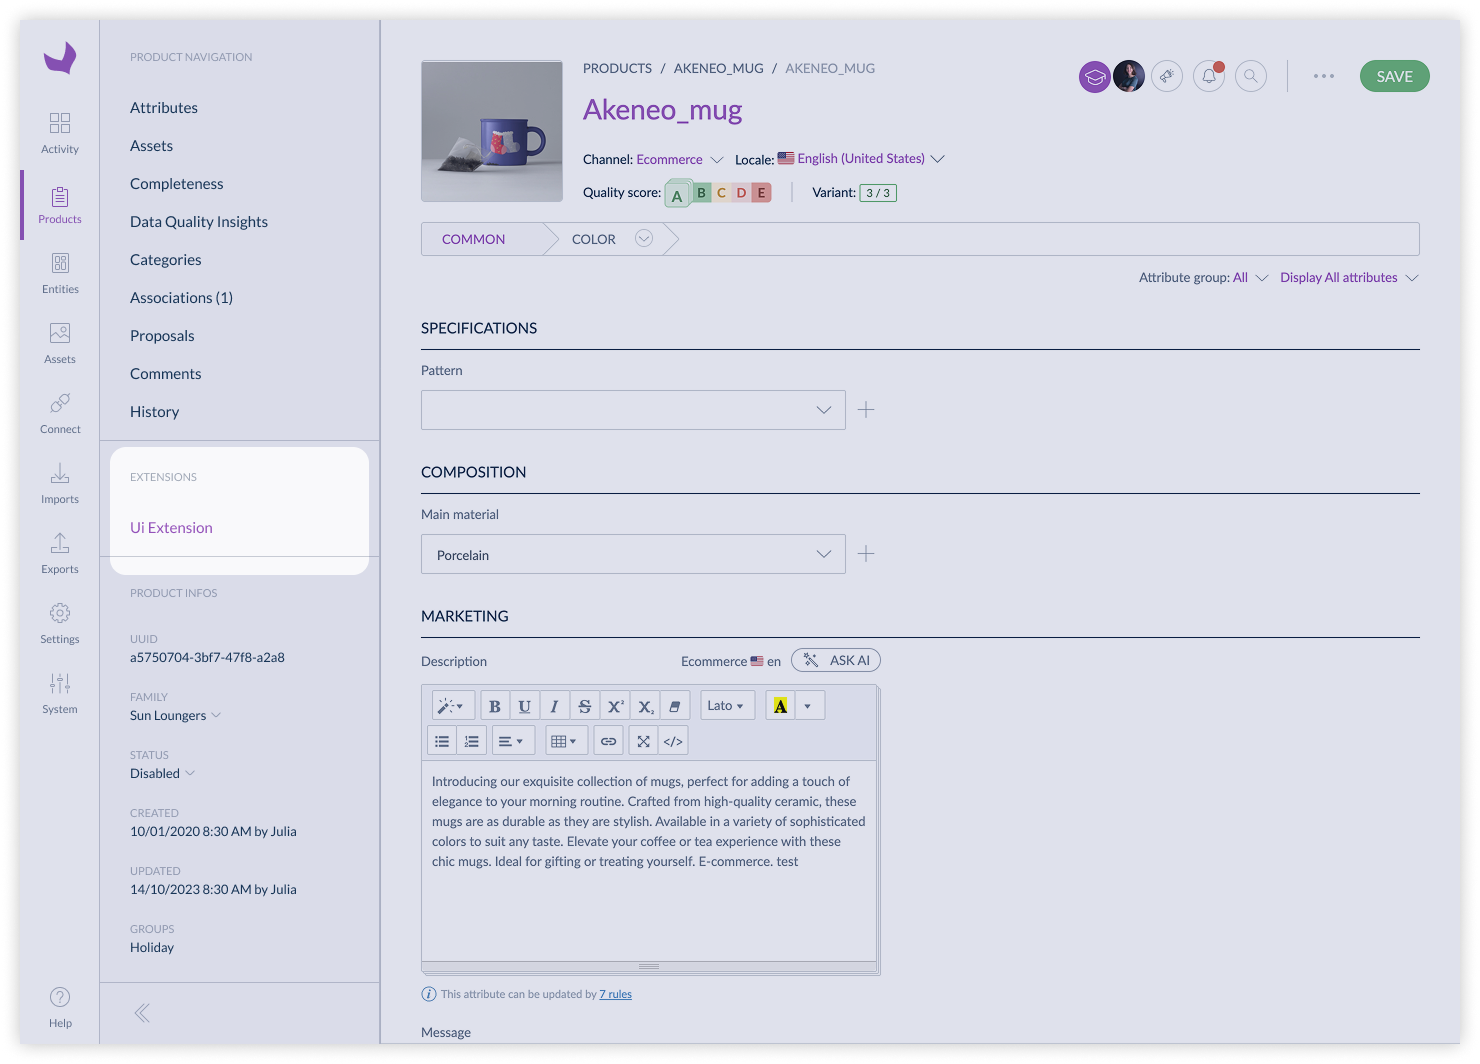 Activity
Products
Entities
Assets
Connect
Imports
Exports
Settings
System
Help
PRODUCT NAVIGATION
Attributes
Assets
Completeness
Data Quality Insights
Categories
Associations (1)
Proposals
Comments
History
EXTENSIONS
Ui Extension
PRODUCT INFOS
UUID
a5750704-3bf7-47f8-a2a8
FAMILY
Sun Loungers
STATUS
Disabled
CREATED
10/01/2020 8:30 AM by Julia
UPDATED
14/10/2023 8:30 AM by Julia
GROUPS
Holiday
PRODUCTS / AKENEO_MUG / AKENEO_MUG
SAVE
Akeneo_mug
Channel: Ecommerce Locale: English (United States)
Quality score: A B C D E Variant: 3 / 3
COMMON COLOR
Attribute group: All Display All attributes
SPECIFICATIONS
Pattern
COMPOSITION
Main material
Porcelain
MARKETING
Description Ecommerce en ASK AI
B U I S X² X₂ Lato A
</>
Introducing our exquisite collection of mugs, perfect for adding a touch of
elegance to your morning routine. Crafted from high-quality ceramic, these
mugs are as durable as they are stylish. Available in a variety of sophisticated
colors to suit any taste. Elevate your coffee or tea experience with these
chic mugs. Ideal for gifting or treating yourself. E-commerce. test
This attribute can be updated by 7 rules
Message